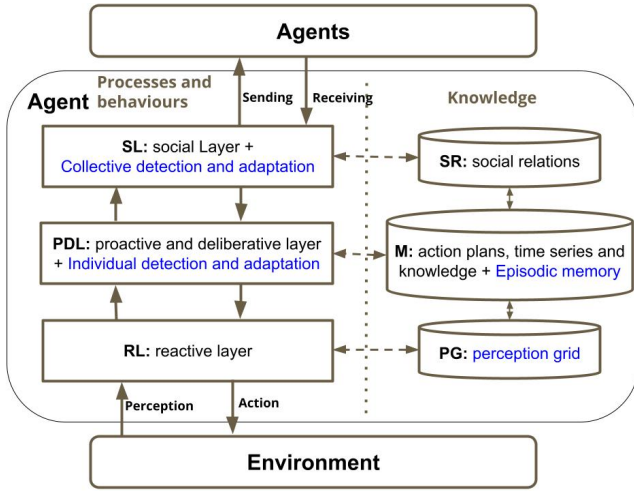 Agents
Processes and
behaviours
Agent
Sending
Receiving
Knowledge
SL: social Layer +
Collective detection and adaptation
SR: social relations
PDL: proactive and deliberative layer
+ Individual detection and adaptation
M: action plans, time series and
knowledge + Episodic memory
RL: reactive layer
PG: perception grid
Perception
Action
Environment